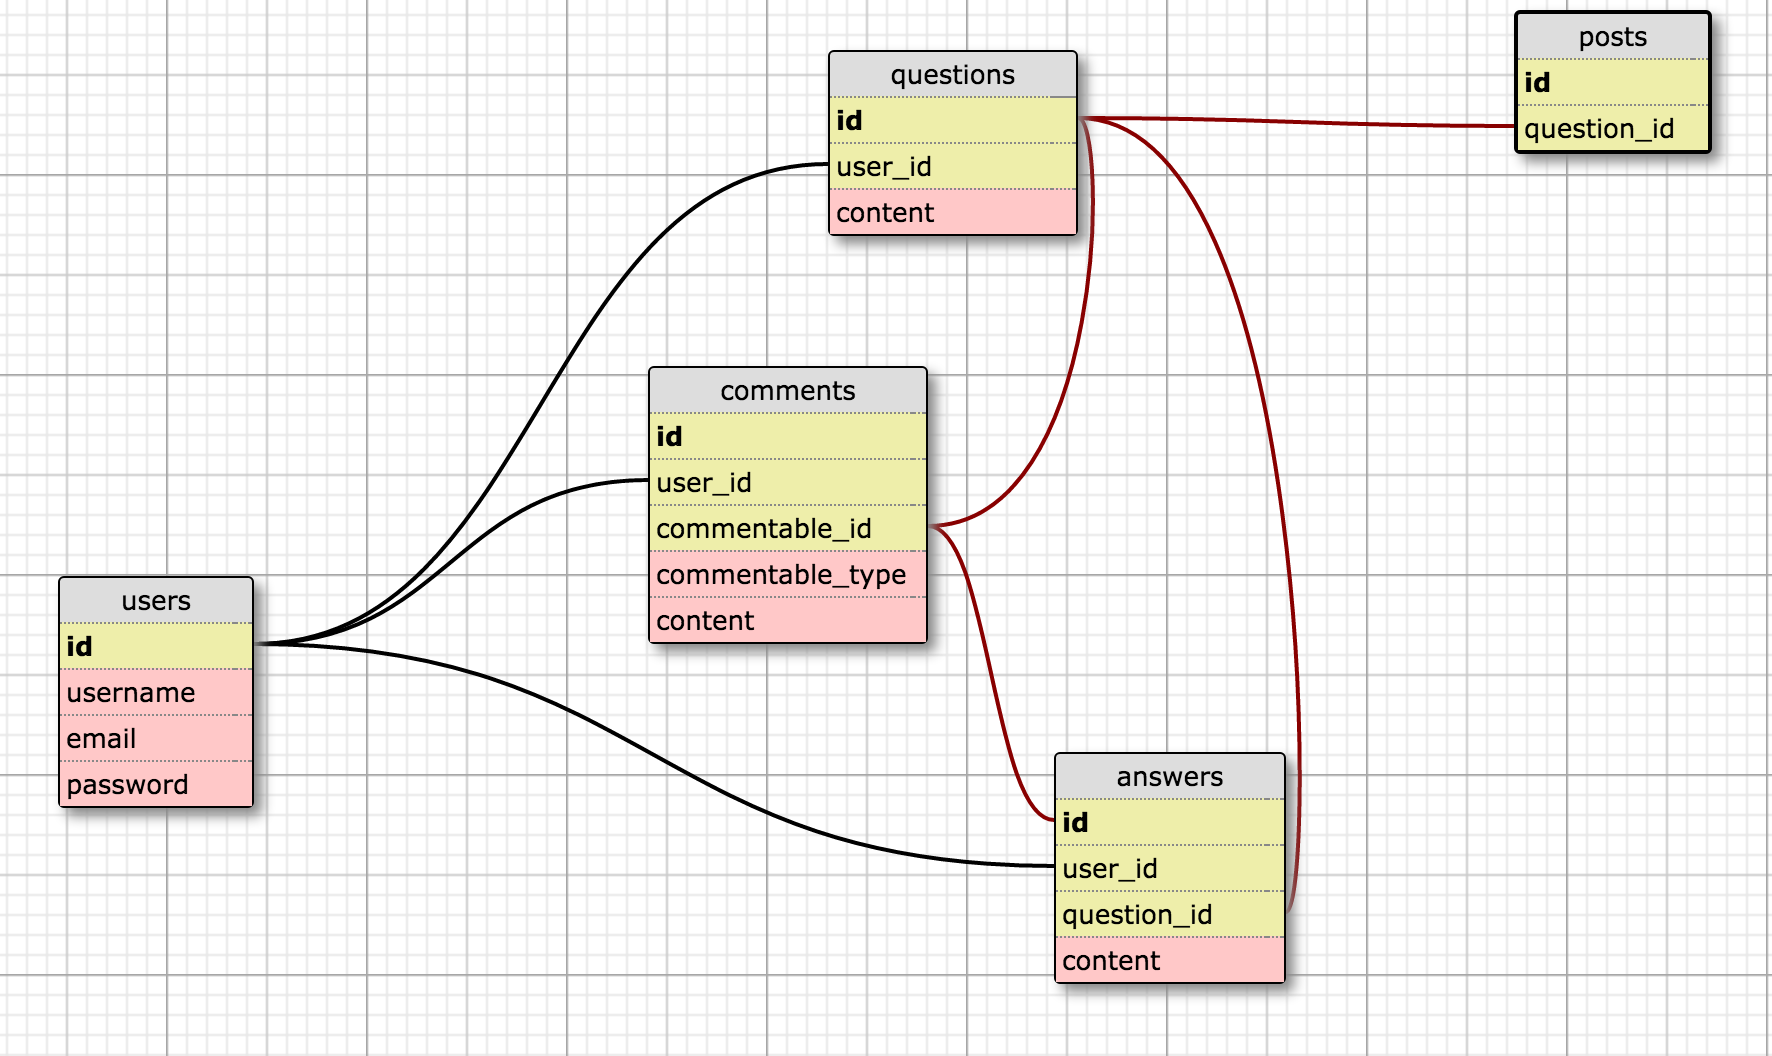 posts
id
question_id
questions
id
user_id
content
comments
id
user_id
commentable_id
commentable_type
content
users
id
username
email
password
answers
id
user_id
question_id
content